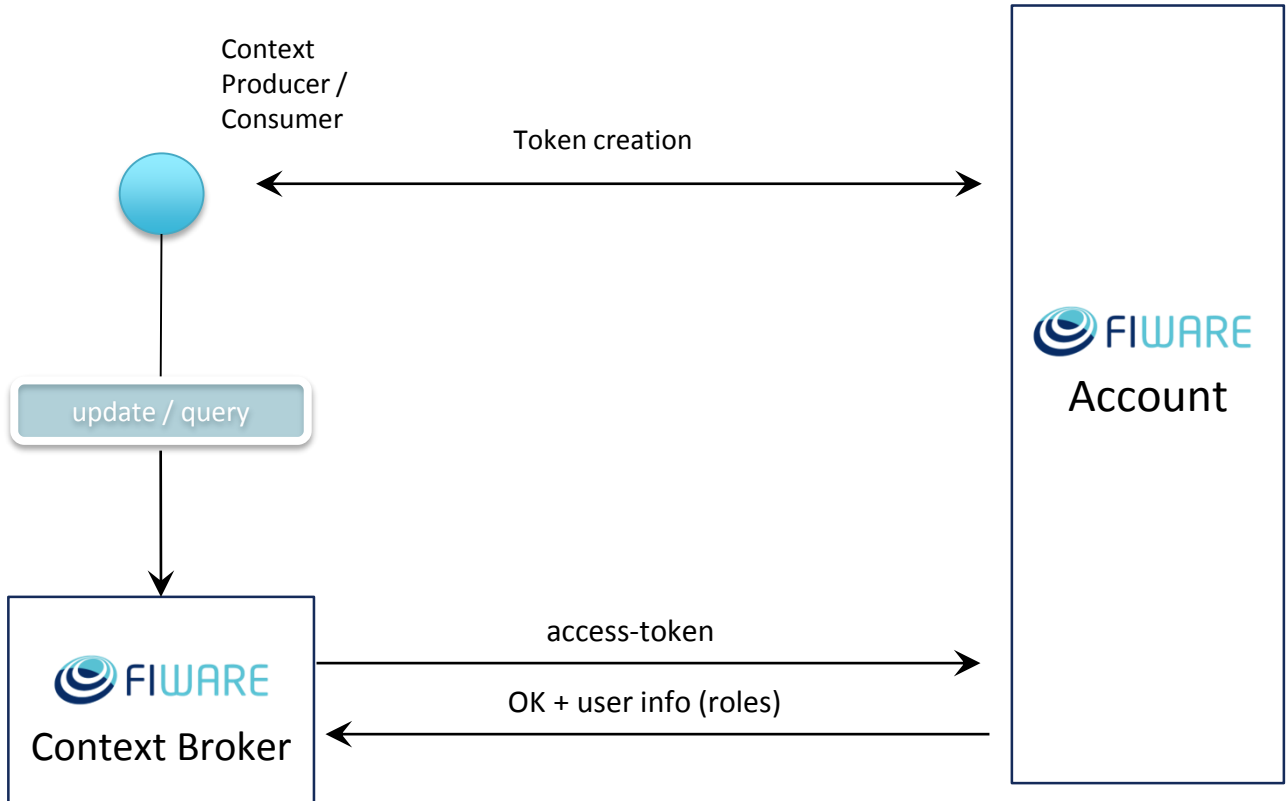 Context
Producer /
Consumer
Token creation
FIWARE
Account
update / query
access-token
FIWARE
OK + user info (roles)
Context Broker